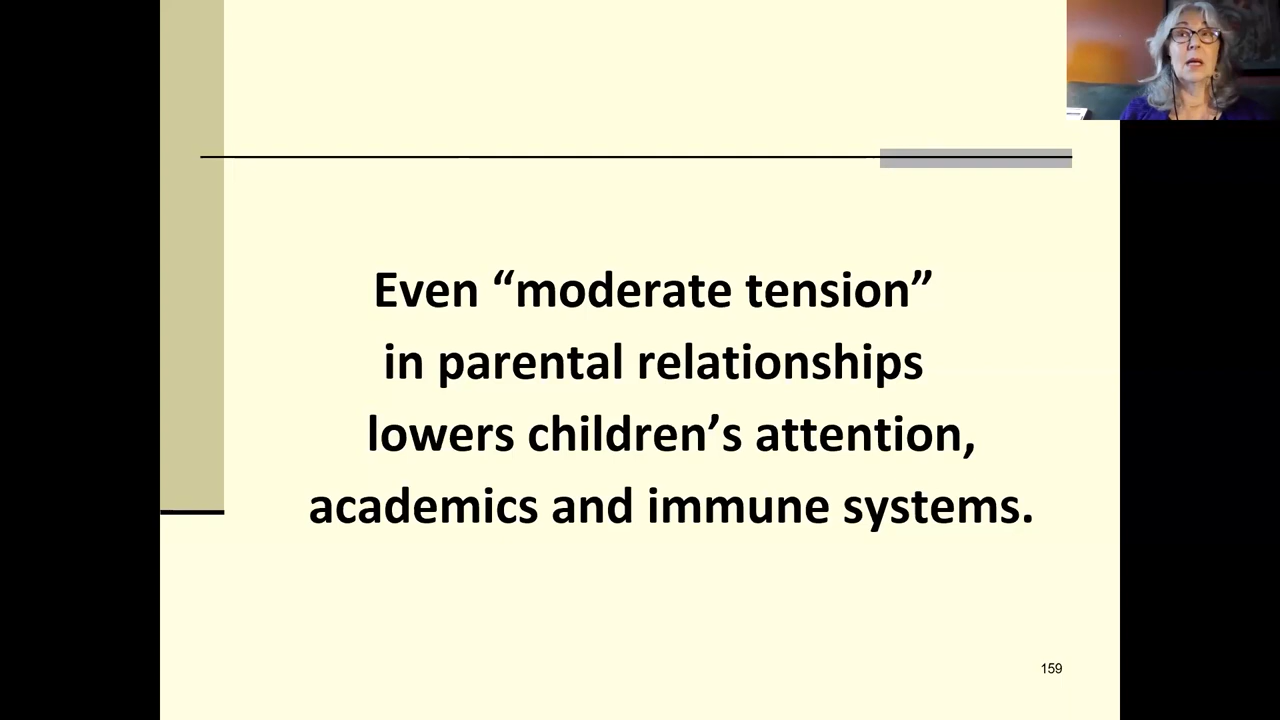 Even “moderate tension”
in parental relationships
lowers children’s attention,
academics and immune systems.
159